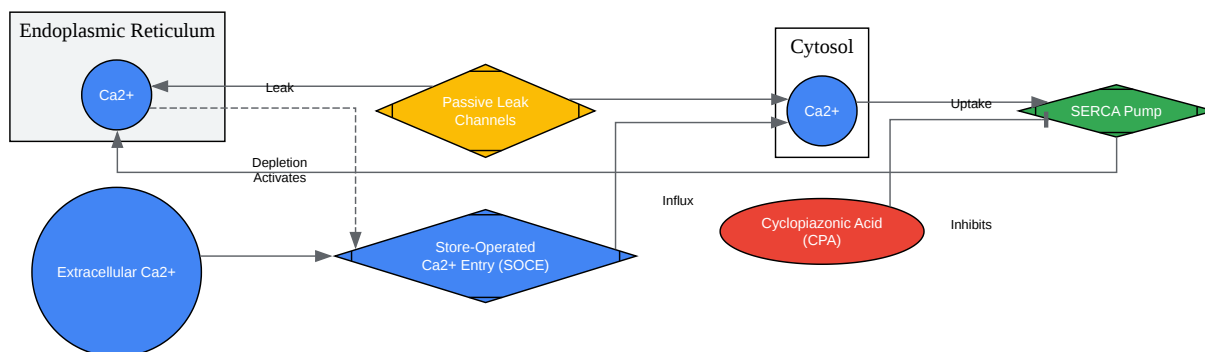 Endoplasmic Reticulum
Ca2+
Leak
Passive Leak
Channels
Cytosol
Ca2+
Uptake
SERCA Pump
Depletion
Activates
Influx
Cyclopiazonic Acid
(CPA)
Inhibits
Extracellular Ca2+
Store-Operated
Ca2+ Entry (SOCE)